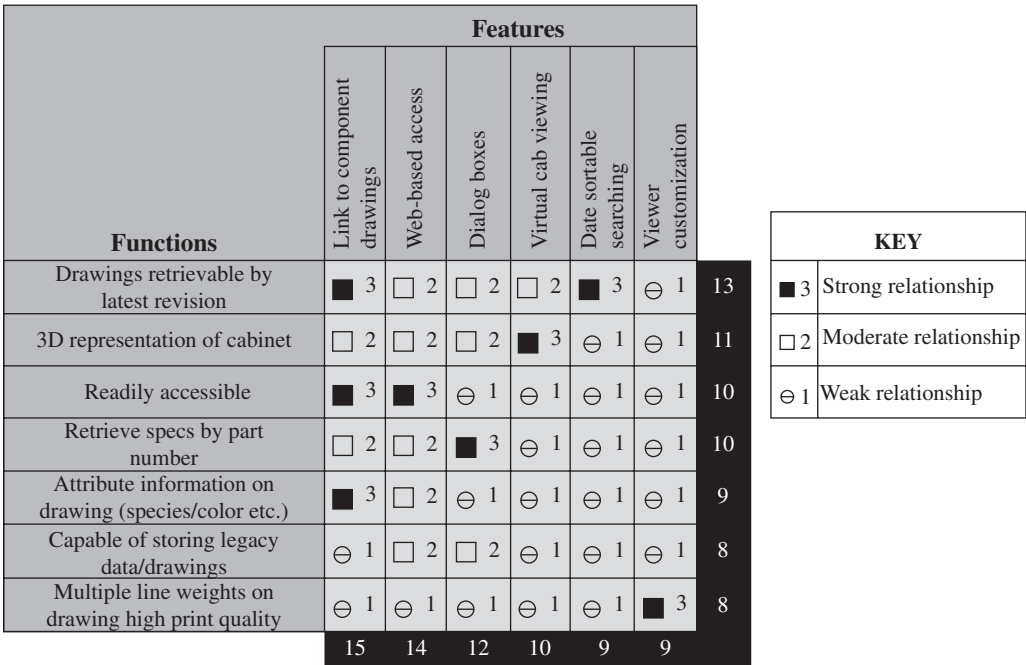 Features
Link to component
drawings
Web-based access
Dialog boxes
Virtual cab viewing
Date sortable
searching
Viewer
customization
Functions
Drawings retrievable by
latest revision
3 2 2 2 3 1 13
3D representation of cabinet
2 2 2 3 1 1 11
Readily accessible
3 3 1 1 1 1 10
Retrieve specs by part
number
2 2 3 1 1 1 10
Attribute information on
drawing (species/color etc.)
3 2 1 1 1 1 9
Capable of storing legacy
data/drawings
1 2 2 1 1 1 8
Multiple line weights on
drawing high print quality
1 1 1 1 1 3 8
15 14 12 10 9 9
KEY
3 Strong relationship
2 Moderate relationship
1 Weak relationship